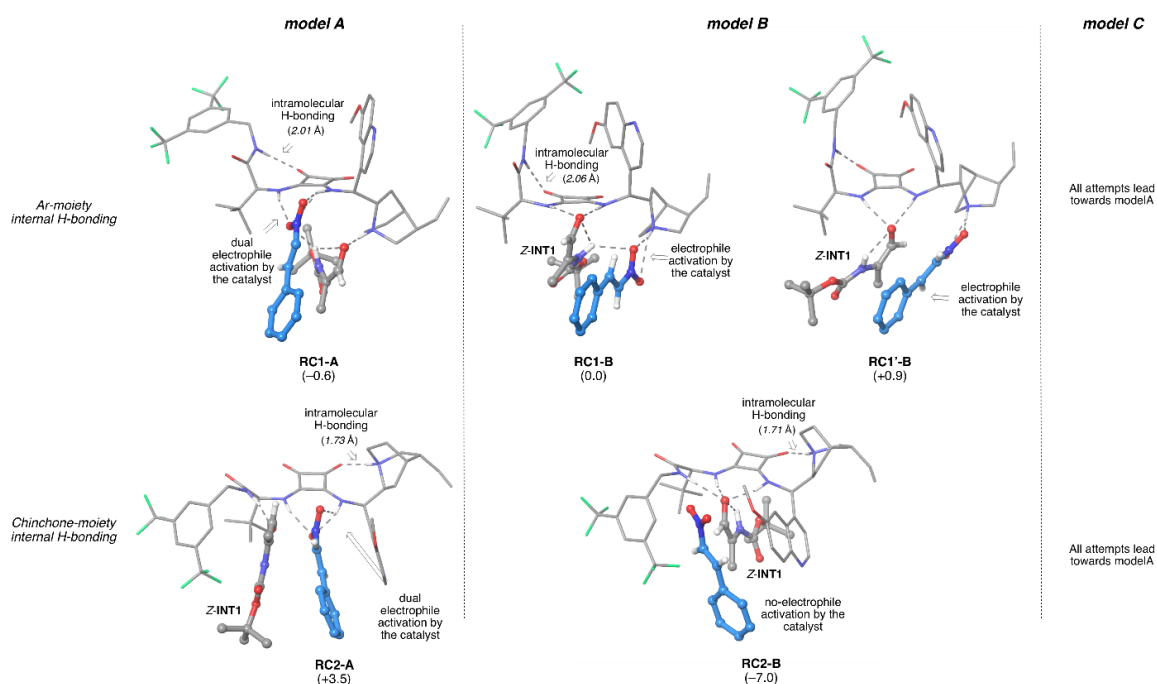 model A
model B
model C
Ar-moiety
internal H-bonding
intramolecular
H-bonding
(2.01 Å)
dual
electrophile
activation by
the catalyst
RC1-A
(–0.6)
intramolecular
H-bonding
(2.06 Å)
Z-INT1
electrophile
activation by
the catalyst
RC1-B
(0.0)
Z-INT1
electrophile
activation by
the catalyst
RC1'-B
(+0.9)
All attempts lead
towards modelA
Chinchone-moiety
internal H-bonding
intramolecular
H-bonding
(1.73 Å)
Z-INT1
dual
electrophile
activation by
the catalyst
RC2-A
(+3.5)
intramolecular
H-bonding
(1.71 Å)
Z-INT1
no-electrophile
activation by the
catalyst
RC2-B
(–7.0)
All attempts lead
towards modelA